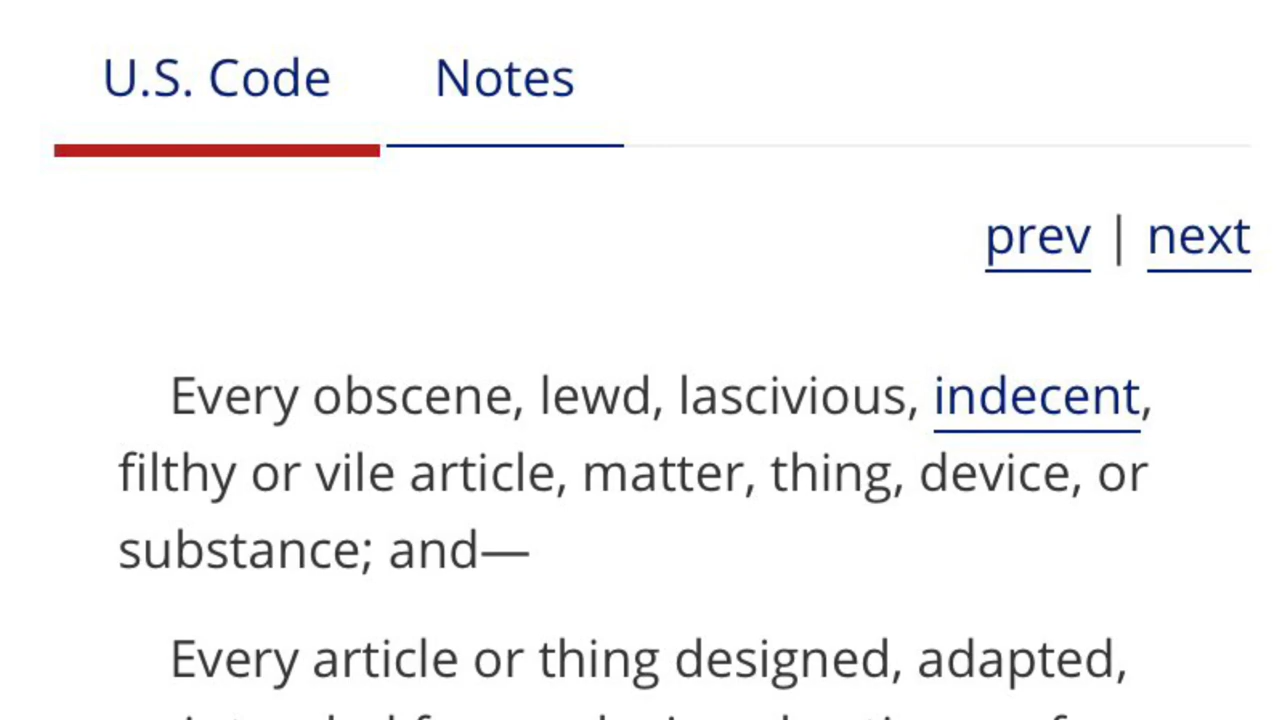 U.S. Code Notes
prev | next
Every obscene, lewd, lascivious, indecent,
filthy or vile article, matter, thing, device, or
substance; and—
Every article or thing designed, adapted,